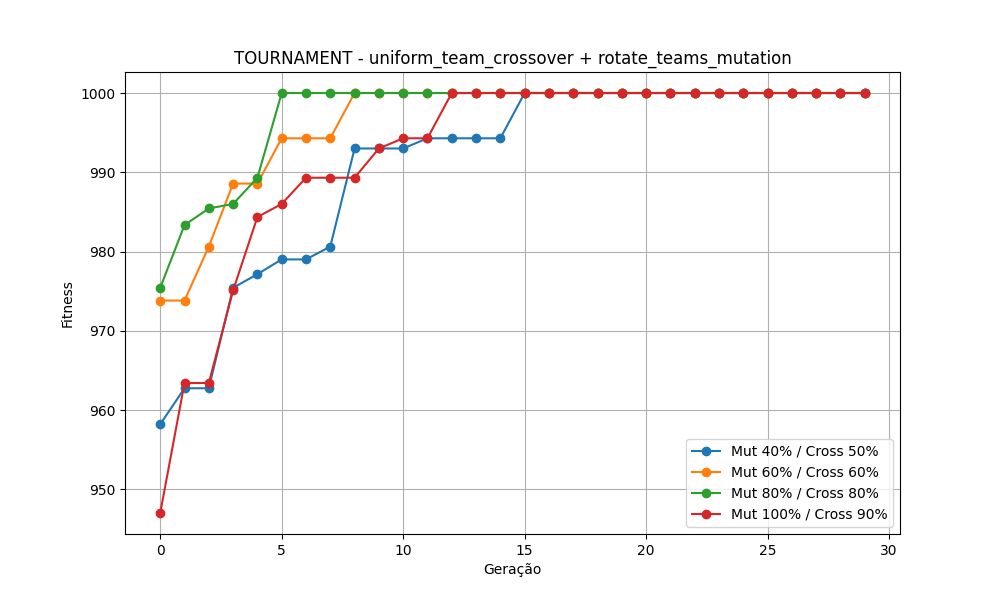 TOURNAMENT - uniform_team_crossover + rotate_teams_mutation
1000
990
980
970
960
950
Fitness
0 5 10 15 20 25 30
Geração
Mut 40% / Cross 50%
Mut 60% / Cross 60%
Mut 80% / Cross 80%
Mut 100% / Cross 90%